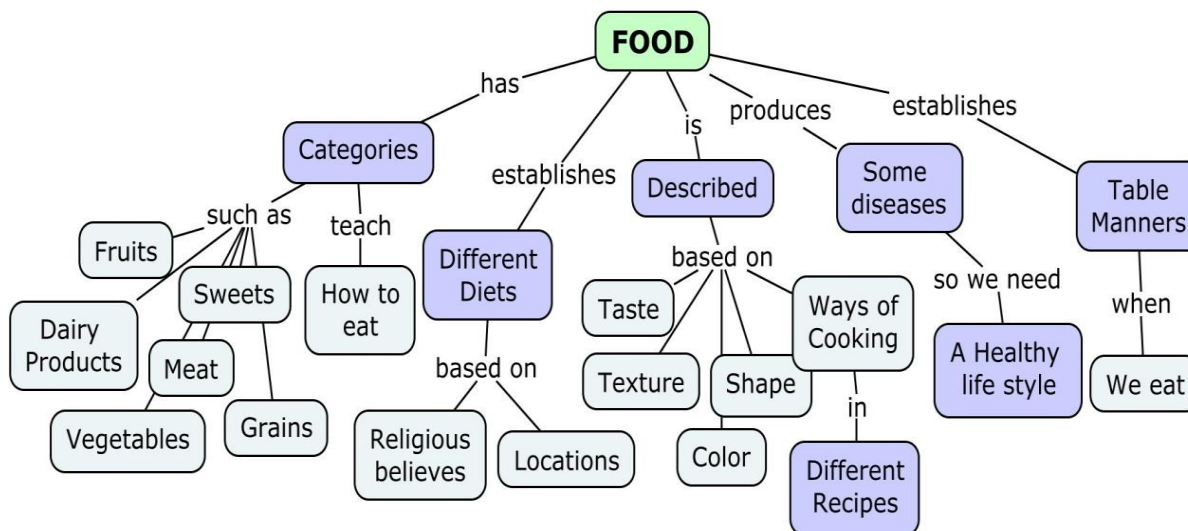 FOOD
has
produces
establishes
is
Categories
establishes
Described
Some
diseases
Table
Manners
such as
teach
Fruits
Different
Diets
based on
so we need
when
Sweets
How to
eat
Taste
Ways of
Cooking
Dairy
Products
Meat
based on
Texture
Shape
A Healthy
life style
We eat
Vegetables
Grains
Religious
believes
Locations
Color
in
Different
Recipes